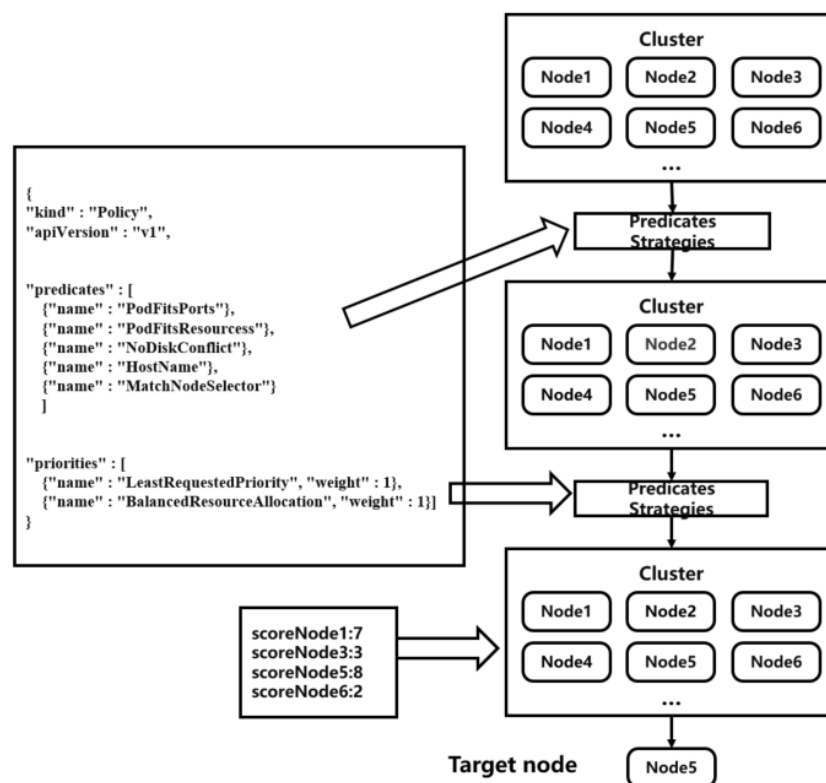 Cluster
Node1 Node2 Node3
Node4 Node5 Node6
...
Predicates
Strategies
{
"kind" : "Policy",
"apiVersion" : "v1",
"predicates" : [
{"name" : "PodFitsPorts"},
{"name" : "PodFitsResourcess"},
{"name" : "NoDiskConflict"},
{"name" : "HostName"},
{"name" : "MatchNodeSelector"}
]
"priorities" : [
{"name" : "LeastRequestedPriority", "weight" : 1},
{"name" : "BalancedResourceAllocation", "weight" : 1}]
}
Cluster
Node1 Node2 Node3
Node4 Node5 Node6
...
Predicates
Strategies
Cluster
Node1 Node2 Node3
Node4 Node5 Node6
...
scoreNode1:7
scoreNode3:3
scoreNode5:8
scoreNode6:2
Target node Node5